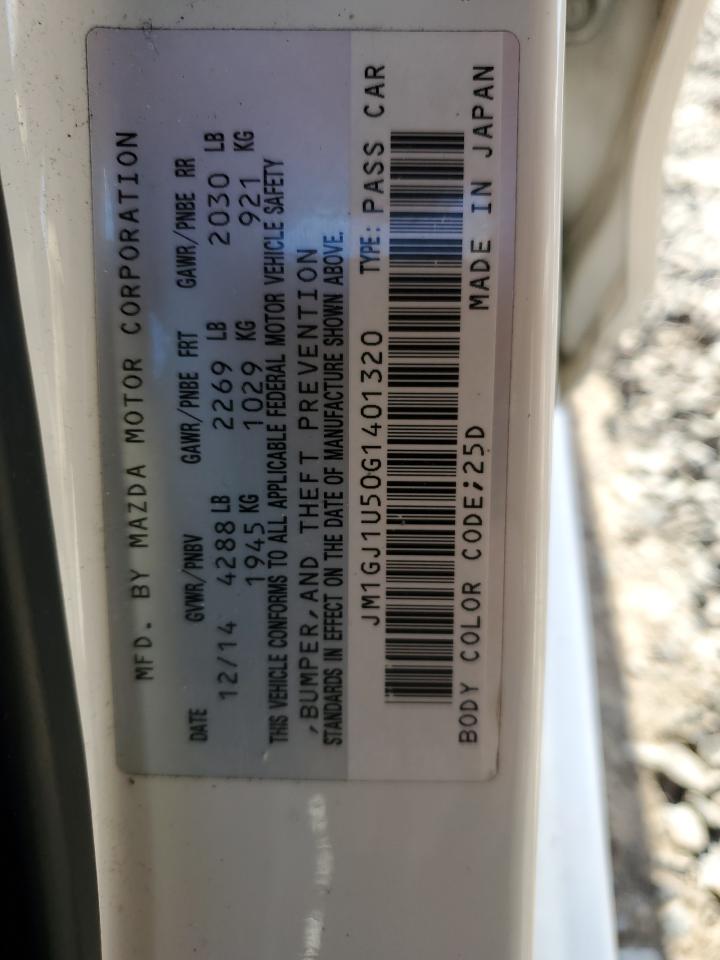 MFD. BY MAZDA MOTOR CORPORATION
DATE GVWR/PNBV GAWR/PNBE FRT GAWR/PNBE RR
12/14 4288 LB 2269 LB 2030 LB
1945 KG 1029 KG 921 KG
THIS VEHICLE CONFORMS TO ALL APPLICABLE FEDERAL MOTOR VEHICLE SAFETY
,BUMPER,AND THEFT PREVENTION
STANDARDS IN EFFECT ON THE DATE OF MANUFACTURE SHOWN ABOVE.
JM1GJ1U50G1401320 TYPE: PASS CAR
BODY COLOR CODE;25D MADE IN JAPAN